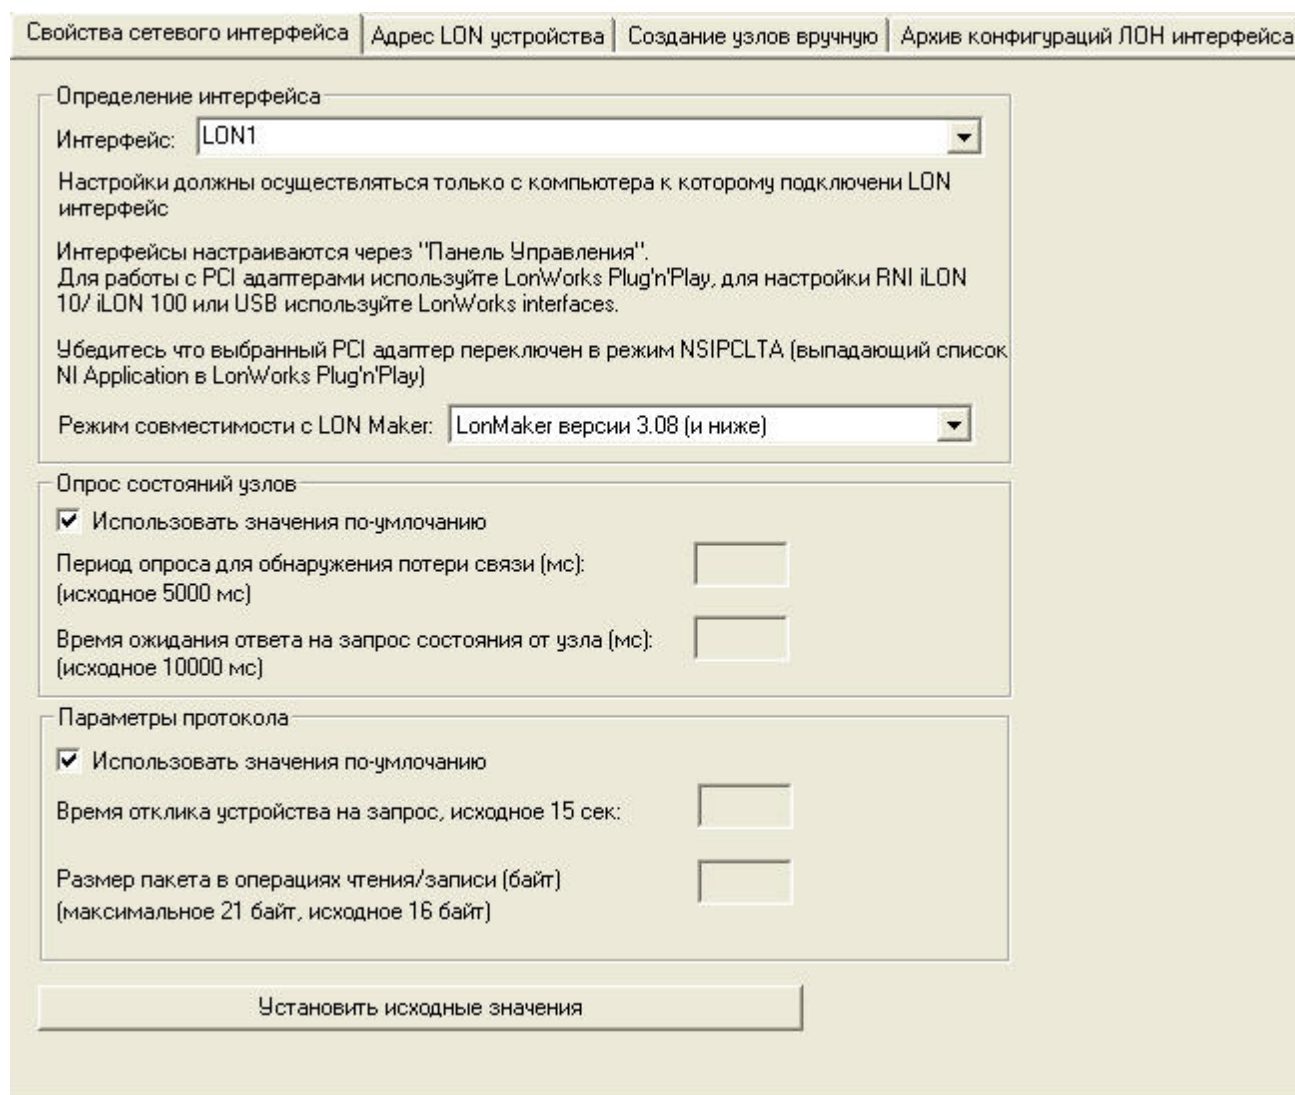 Свойства сетевого интерфейса Адрес LON устройства Создание узлов вручную Архив конфигураций ЛОН интерфейса
Определение интерфейса
Интерфейс: LON1
Настройки должны осуществляться только с компьютера к которому подключени LON
интерфейс
Интерфейсы настраиваются через "Панель Управления".
Для работы с PCI адаптерами используйте LonWorks Plug'n'Play, для настройки RNI iLON
10/ iLON 100 или USB используйте LonWorks interfaces.
Убедитесь что выбранный PCI адаптер переключен в режим NSIPCLTA (выпадающий список
NI Application в LonWorks Plug'n'Play)
Режим совместимости с LON Maker: LonMaker версии 3.08 (и ниже)
Опрос состояний узлов
Использовать значения по-умлочанию
Период опроса для обнаружения потери связи (мс):
(исходное 5000 мс)
Время ожидания ответа на запрос состояния от узла (мс):
(исходное 10000 мс)
Параметры протокола
Использовать значения по-умлочанию
Время отклика устройства на запрос, исходное 15 сек:
Размер пакета в операциях чтения/записи (байт)
(максимальное 21 байт, исходное 16 байт)
Установить исходные значения